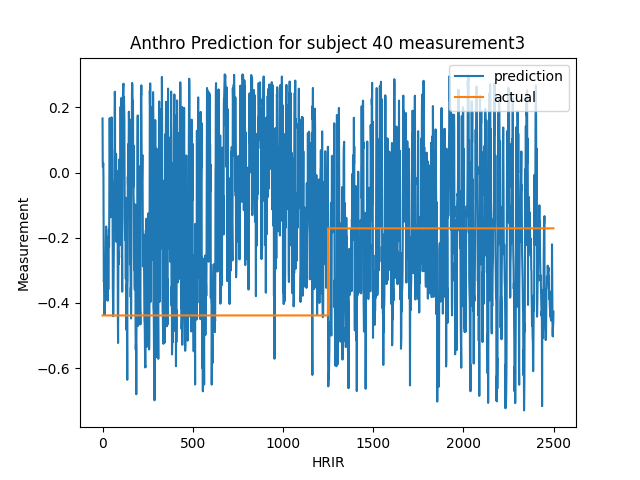 Anthro Prediction for subject 40 measurement3
prediction
actual
0.2
0.0
−0.2
−0.4
−0.6
Measurement
0
500
1000
1500
2000
2500
HRIR